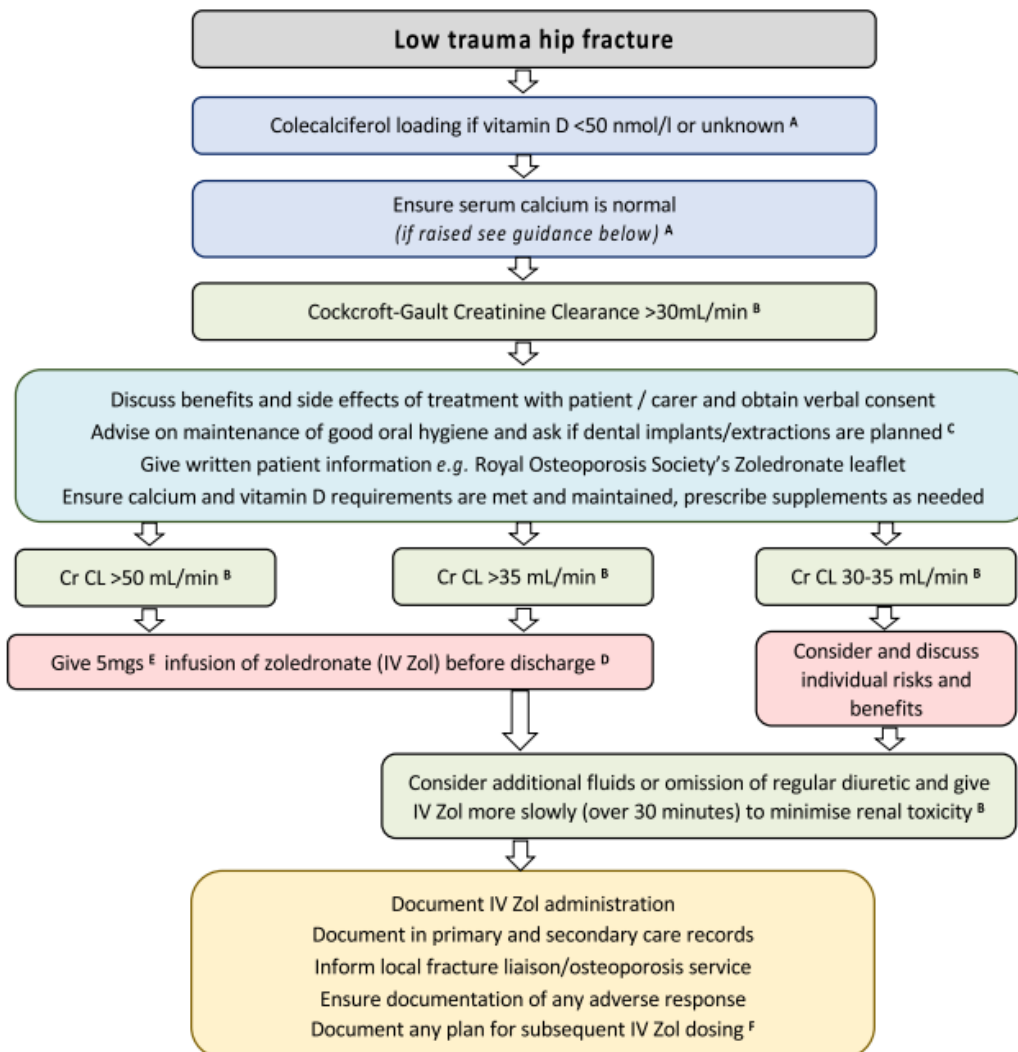 Low trauma hip fracture
Colecalciferol loading if vitamin D <50 nmol/l or unknown A
Ensure serum calcium is normal
(if raised see guidance below) A
Cockcroft-Gault Creatinine Clearance >30mL/min B
Discuss benefits and side effects of treatment with patient / carer and obtain verbal consent
Advise on maintenance of good oral hygiene and ask if dental implants/extractions are planned C
Give written patient information e.g. Royal Osteoporosis Society's Zoledronate leaflet
Ensure calcium and vitamin D requirements are met and maintained, prescribe supplements as needed
Cr CL >50 mL/min B
Cr CL >35 mL/min B
Cr CL 30-35 mL/min B
Give 5mgs E infusion of zoledronate (IV Zol) before discharge D
Consider and discuss
individual risks and
benefits
Consider additional fluids or omission of regular diuretic and give
IV Zol more slowly (over 30 minutes) to minimise renal toxicity B
Document IV Zol administration
Document in primary and secondary care records
Inform local fracture liaison/osteoporosis service
Ensure documentation of any adverse response
Document any plan for subsequent IV Zol dosing F